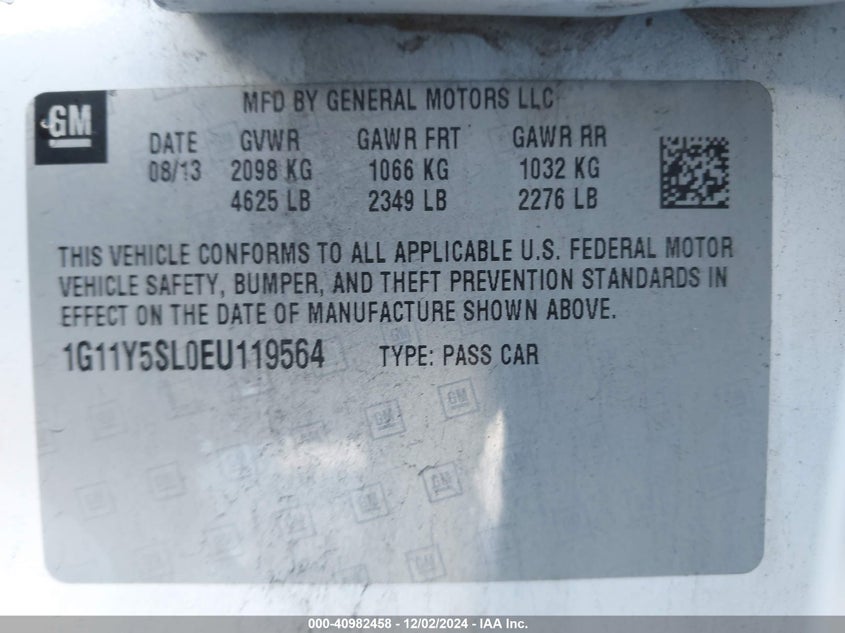 GM
MFD BY GENERAL MOTORS LLC
DATE GVWR GAWR FRT GAWR RR
08/13 2098 KG 1066 KG 1032 KG
4625 LB 2349 LB 2276 LB
THIS VEHICLE CONFORMS TO ALL APPLICABLE U.S. FEDERAL MOTOR
VEHICLE SAFETY, BUMPER, AND THEFT PREVENTION STANDARDS IN
EFFECT ON THE DATE OF MANUFACTURE SHOWN ABOVE.
1G11Y5SL0EU119564 TYPE: PASS CAR
000-40982458 - 12/02/2024 - IAA Inc.